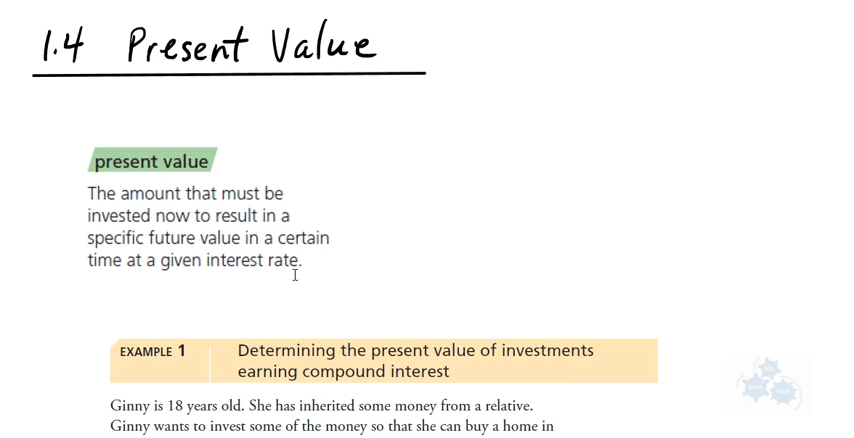 1.4 Present Value
present value
The amount that must be
invested now to result in a
specific future value in a certain
time at a given interest rate.
EXAMPLE 1
Determining the present value of investments
earning compound interest
Ginny is 18 years old. She has inherited some money from a relative.
Ginny wants to invest some of the money so that she can buy a home in